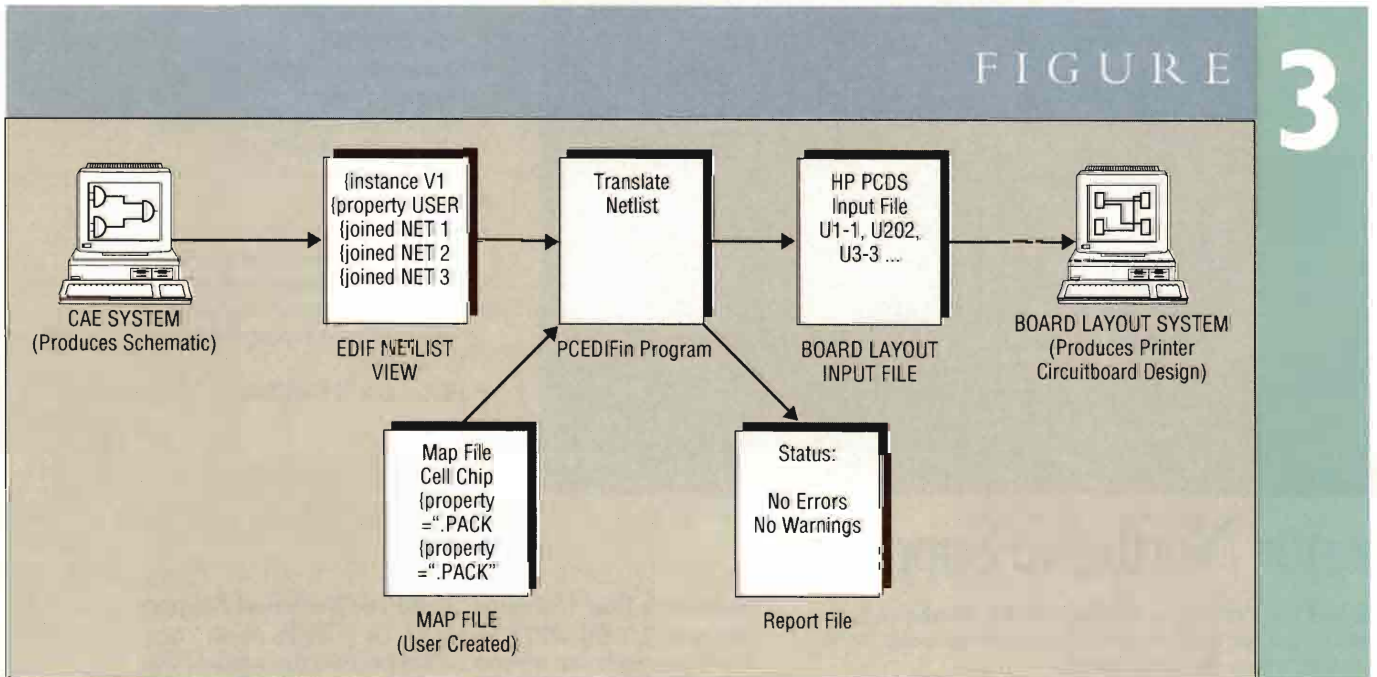 FIGURE 3
{instance V1
{property USER
{joined NET 1
{joined NET 2
{joined NET 3
Translate
Netlist
HP PCDS
Input File
U1-1, U202,
U3-3 ...
CAE SYSTEM
(Produces Schematic)
EDIF NETLIST
VIEW
PCEDIFin Program
BOARD LAYOUT
INPUT FILE
BOARD LAYOUT SYSTEM
(Produces Printer
Circuitboard Design)
Map File
Cell Chip
{property
=“.PACK
{property
=“.PACK”
Status:
No Errors
No Warnings
MAP FILE
(User Created)
Report File